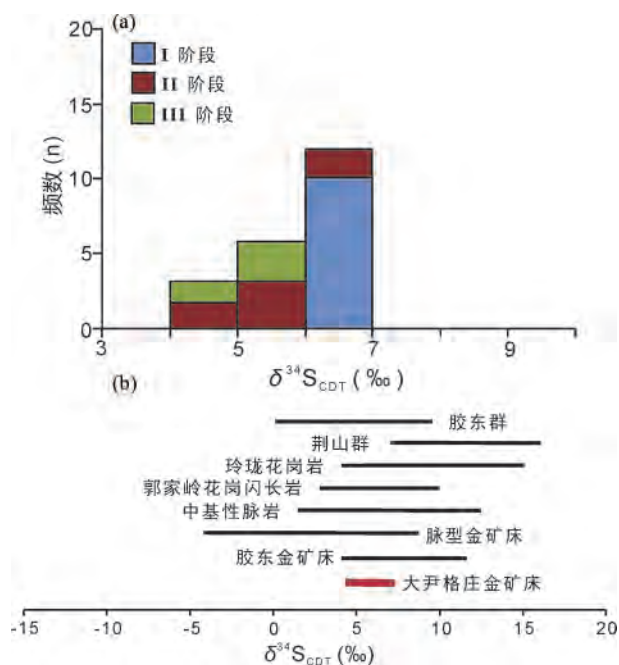 (a)
20
15
10
5
0
频数 (n)
I 阶段
II 阶段
III 阶段
3 5 7 9
δ³⁴S_CDT (‰)
(b)
胶东群
荆山群
玲珑花岗岩
郭家岭花岗闪长岩
中基性脉岩
脉型金矿床
胶东金矿床
大尹格庄金矿床
-15 -10 -5 0 5 10 15 20
δ³⁴S_CDT (‰)